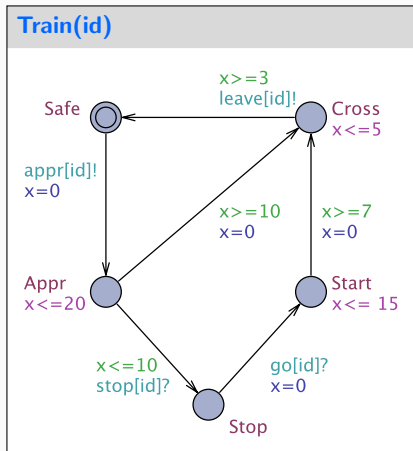 Train(id)
x>=3
leave[id]!
Safe
Cross
x<=5
appr[id]!
x=0
x>=10
x=0
x>=7
x=0
Appr
x<=20
Start
x<= 15
x<=10
stop[id]?
go[id]?
x=0
Stop